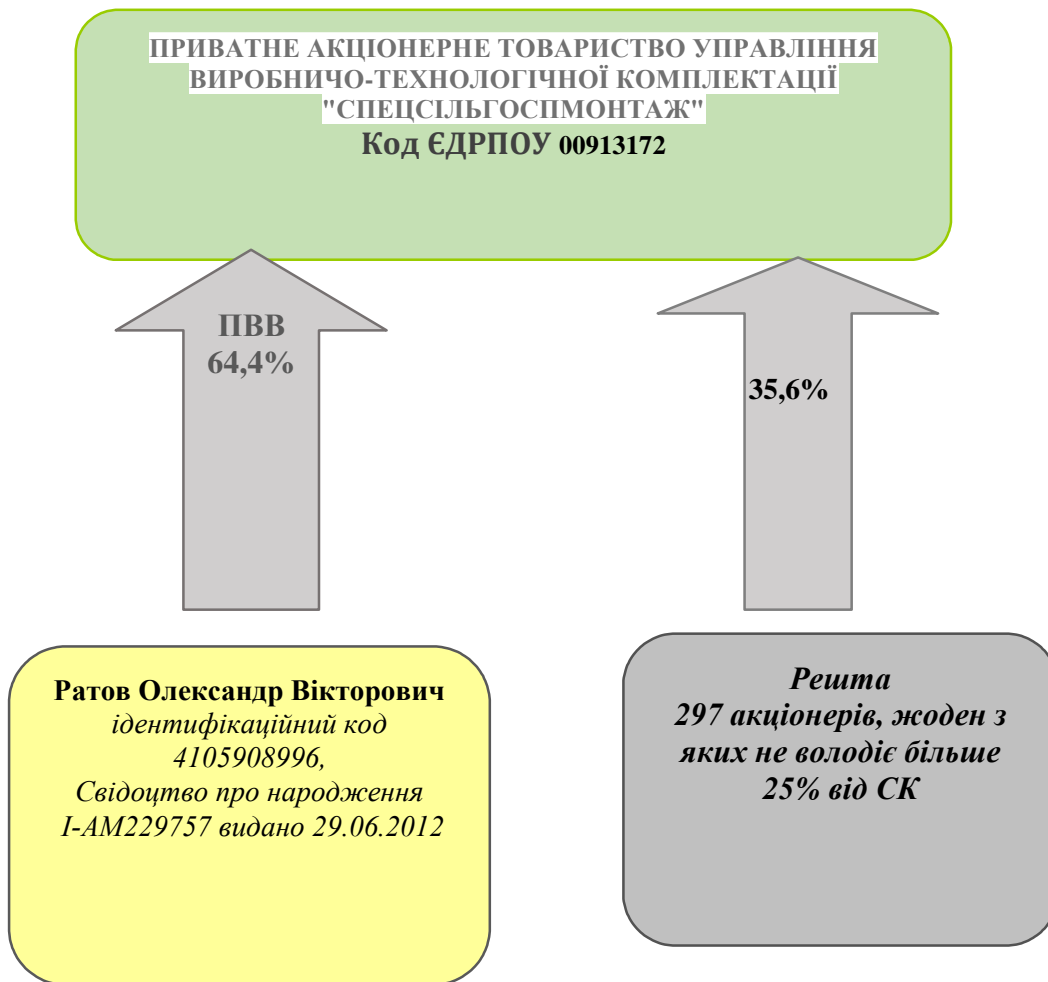 ПРИВАТНЕ АКЦІОНЕРНЕ ТОВАРИСТВО УПРАВЛІННЯ
ВИРОБНИЧО-ТЕХНОЛОГІЧНОЇ КОМПЛЕКТАЦІЇ
"СПЕЦСІЛЬГОСПМОНТАЖ"
Код ЄДРПОУ 00913172
ПВВ
64,4%
35,6%
Ратов Олександр Вікторович
ідентифікаційний код
4105908996,
Свідоцтво про народження
І-АМ229757 видано 29.06.2012
Решта
297 акціонерів, жоден з
яких не володіє більше
25% від СК